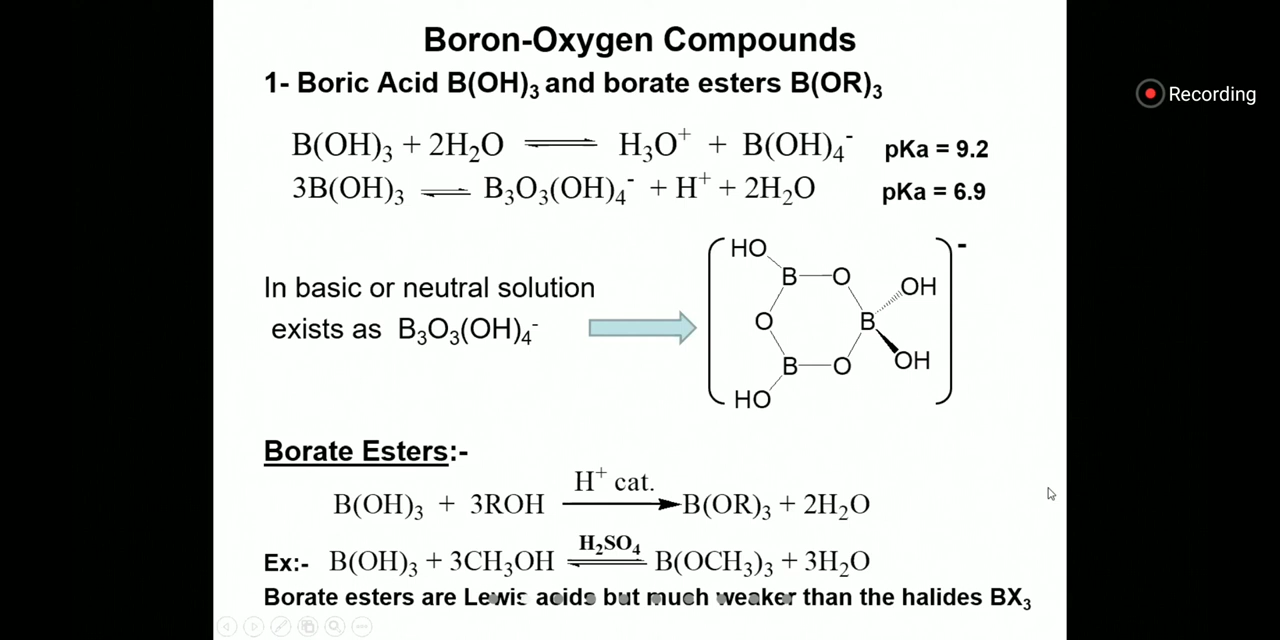 Boron-Oxygen Compounds
1- Boric Acid B(OH)₃ and borate esters B(OR)₃
Recording
B(OH)₃ + 2H₂O ⇌ H₃O⁺ + B(OH)₄⁻ pKa = 9.2
3B(OH)₃ ⇌ B₃O₃(OH)₄⁻ + H⁺ + 2H₂O pKa = 6.9
In basic or neutral solution
exists as B₃O₃(OH)₄⁻
HO -
B O
OH
O B
B O OH
HO
Borate Esters:-
H⁺ cat.
B(OH)₃ + 3ROH → B(OR)₃ + 2H₂O
H₂SO₄
Ex:- B(OH)₃ + 3CH₃OH ⇌ B(OCH₃)₃ + 3H₂O
Borate esters are Lewis acids but much weaker than the halides BX₃